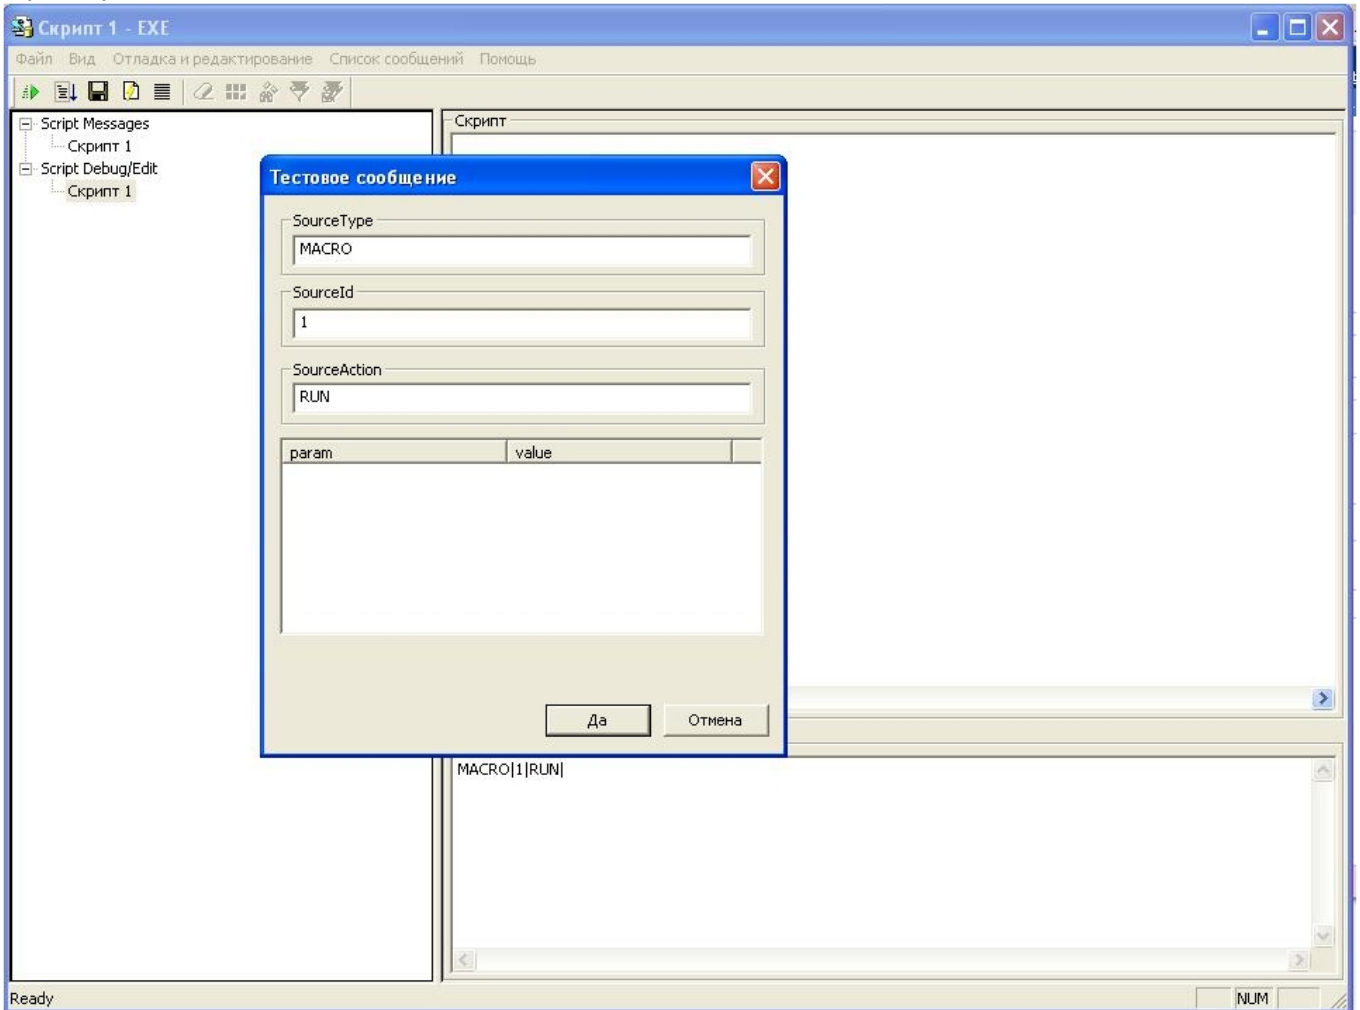 Скрипт 1 - EXE
Файл Вид Отладка и редактирование Список сообщений Помощь
Script Messages
Скрипт 1
Script Debug/Edit
Скрипт 1
Скрипт
Тестовое сообщение
SourceType
MACRO
SourceId
1
SourceAction
RUN
param value
Да Отмена
MACRO|1|RUN|
Ready NUM